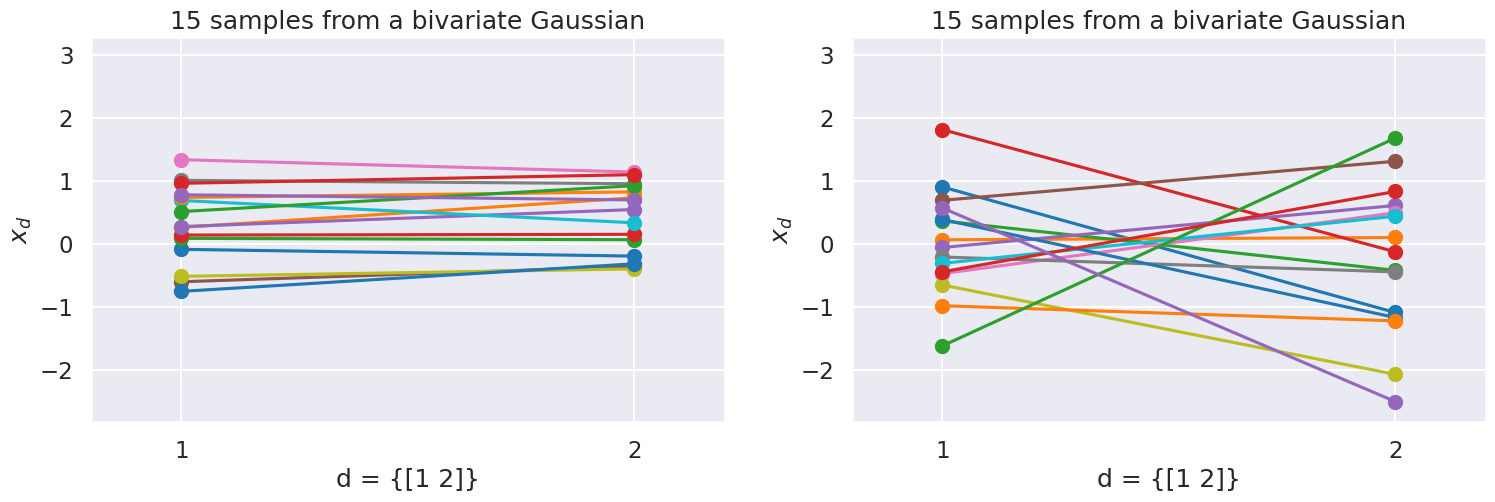 15 samples from a bivariate Gaussian
3
2
1
0
−1
−2
x_d
1 2
d = {[1 2]}
15 samples from a bivariate Gaussian
3
2
1
0
−1
−2
x_d
1 2
d = {[1 2]}